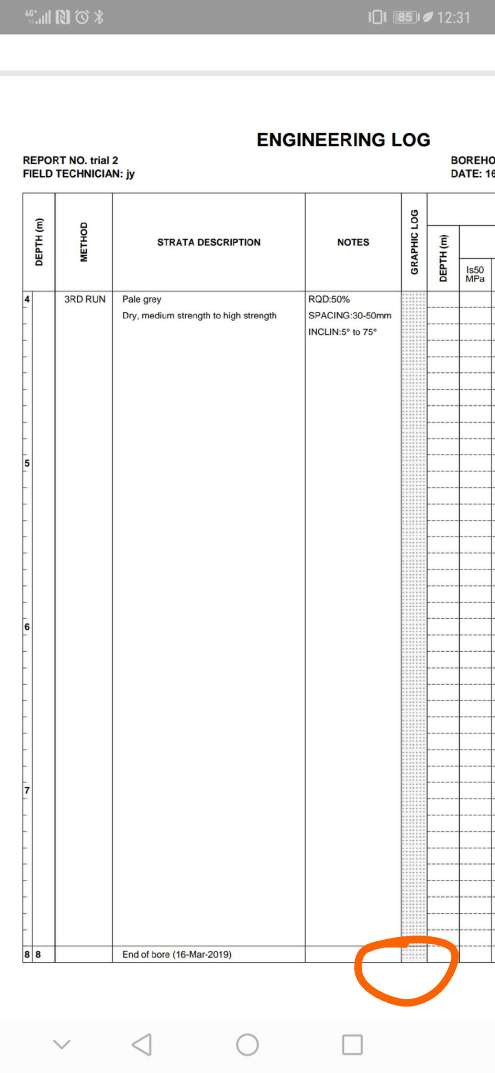 4G 85 12:31
ENGINEERING LOG
REPORT NO. trial 2 BOREHO
FIELD TECHNICIAN: jy DATE: 16
DEPTH (m) METHOD STRATA DESCRIPTION NOTES GRAPHIC LOG DEPTH (m) Is50 MPa
4 3RD RUN Pale grey RQD:50%
Dry, medium strength to high strength SPACING:30-50mm
INCLIN:5° to 75°
5
6
7
8 8 End of bore (16-Mar-2019)